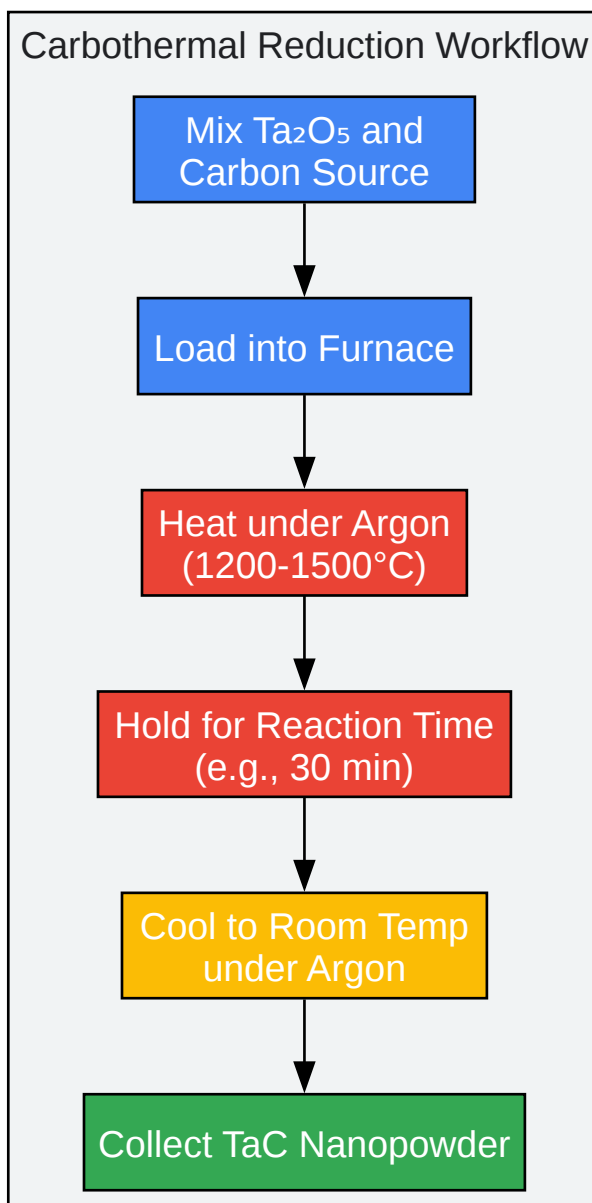 Carbothermal Reduction Workflow
Mix Ta₂O₅ and
Carbon Source
Load into Furnace
Heat under Argon
(1200-1500°C)
Hold for Reaction Time
(e.g., 30 min)
Cool to Room Temp
under Argon
Collect TaC Nanopowder